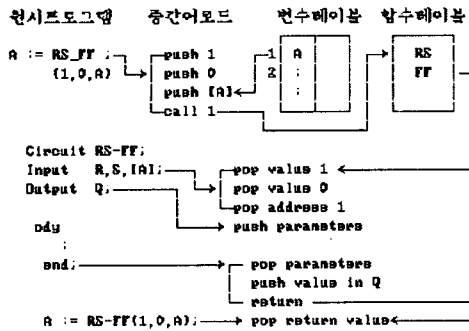 원시프로그램 중간어코드 변수테이블 함수테이블
A := RS_FF ; push 1 1 A RS
(1,0,A) push 0 2 ; FF
push [A] ;
call 1
Circuit RS-FF;
Input R,S,[A]; pop value 1
Output Q; pop value 0
pop address 1
ody push parameters
;
end; pop parameters
push value in Q
return
A := RS-FF(1,0,A); pop return value